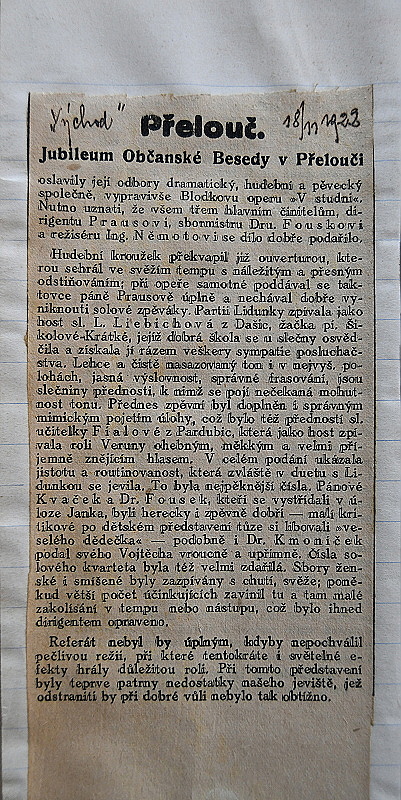 "Východ" 18/11 1922
Přelouč.
Jubileum Občanské Besedy v Přelouči
oslavily její odbory dramatický, hudební a pěvecký
společně, vypravivše Blodkovu operu »V studni«.
Nutno uznati, že všem třem hlavním činitelům, di-
rigentu Prausovi, sbormistru Dru. Fouskovi
a režiséru Ing. Němotovi se dílo dobře podařilo.
Hudební kroužek překvapil již ouverturou, kte-
rou sehrál ve svěžím tempu s náležitým a přesným
odstiňováním; při opeře samotné poddával se tak-
tovce páně Prausově úplně a nechával dobře vy-
niknouti solové zpěváky. Partii Lidunky zpívala jako
host sl. L. Liebichová z Dašic, žačka pí. Si-
kolové-Krátké, jejíž dobrá škola se u slečny osvěd-
čila a získala jí rázem veškery sympatie posluchač-
stva. Lehce a čistě nasazovaný ton i v nejvyš. po-
lohách, jasná výslovnost, správné frasování, jsou
slečniny přednosti, k nimž se pojí nečekaná mohut-
nost tonu. Přednes zpěvní byl doplněn i správným
mimickým pojetím úlohy, což bylo též předností sl.
učitelky Fialové z Pardubic, která jako host zpí-
vala roli Veruny ohebným, měkkým a velmi pří-
jemně znějícím hlasem. V celém podání ukázala
jistotu a routinovanost, která zvláště v duetu s Li-
dunkou se jevila. To byla nejpěknější čísla. Pánové
Kvaček a Dr. Fousek, kteří se vystřídali v ú-
loze Janka, byli herecky i zpěvně dobří — malí kri-
tikové po dětském představení tůze si libovali »ve-
selého dědečka« — podobně i Dr. Kmoníček
podal svého Vojtěcha vroucně a upřímně. Čísla so-
lového kvarteta byla též velmi zdařilá. Sbory žen-
ské i smíšené byly zazpívány s chutí, svěže; poně-
kud větší počet účinkujících zavinil tu a tam malé
zakolísání v tempu nebo nástupu, což bylo ihned
dirigentem opraveno.
Referát nebyl by úplným, kdyby nepochválil
pečlivou režii, při které tentokráte i světelné e-
fekty hrály důležitou roli. Při tomto představení
byly teprve patrny nedostatky našeho jeviště, jež
odstraniti by při dobré vůli nebylo tak obtížno.